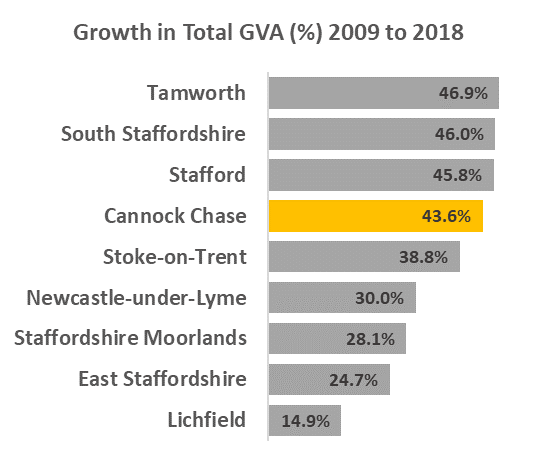 Growth in Total GVA (%) 2009 to 2018
Tamworth 46.9%
South Staffordshire 46.0%
Stafford 45.8%
Cannock Chase 43.6%
Stoke-on-Trent 38.8%
Newcastle-under-Lyme 30.0%
Staffordshire Moorlands 28.1%
East Staffordshire 24.7%
Lichfield 14.9%